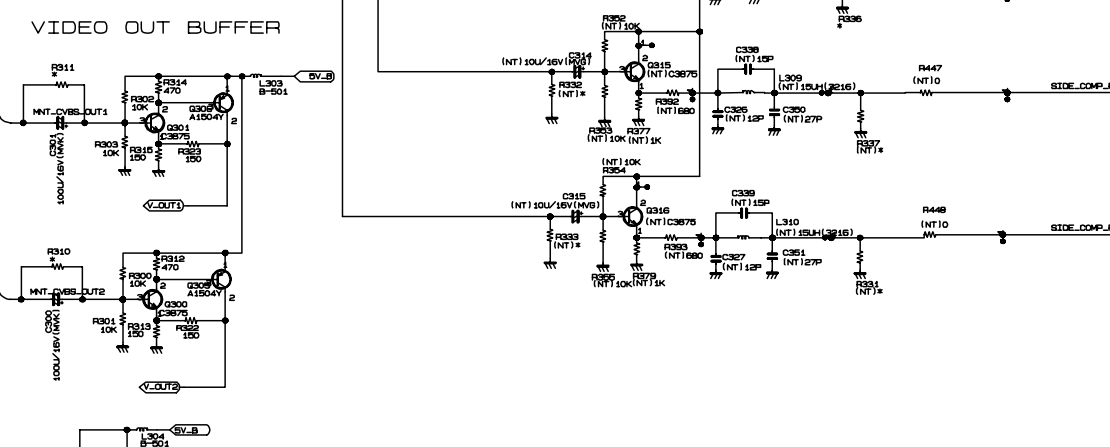 VIDEO OUT BUFFER
R311
*
MNT_CVBS_OUT1
C301
100U/16V(MVK)
R302
10K
R303
10K
R314
470
Q301
C3875
R315
150
R323
150
A1504Y
L303
B-501
5V_B
V_OUT1
R310
*
MNT_CVBS_OUT2
C300
100U/16V(MVK)
R300
10K
R301
10K
R312
470
Q300
C3875
R313
150
R322
150
Q305
A1504Y
V_OUT2
L304
B-501
5V_B
R336
*
R352
(NT)10K
C314
(NT)10U/16V(MVG)
R332
(NT)*
R353
(NT)10K
Q315
(NT)C3875
R377
(NT)1K
R392
(NT)680
C338
(NT)15P
C326
(NT)12P
L309
(NT)15UH(3216)
C350
(NT)27P
R337
(NT)*
R447
(NT)0
SIDE_COMP_
(NT)10K
R354
C315
(NT)10U/16V(MVG)
R333
(NT)*
R355
(NT)10K
Q316
(NT)C3875
R379
(NT)1K
R393
(NT)680
C339
(NT)15P
C327
(NT)12P
L310
(NT)15UH(3216)
C351
(NT)27P
R331
(NT)*
R448
(NT)0
SIDE_COMP_